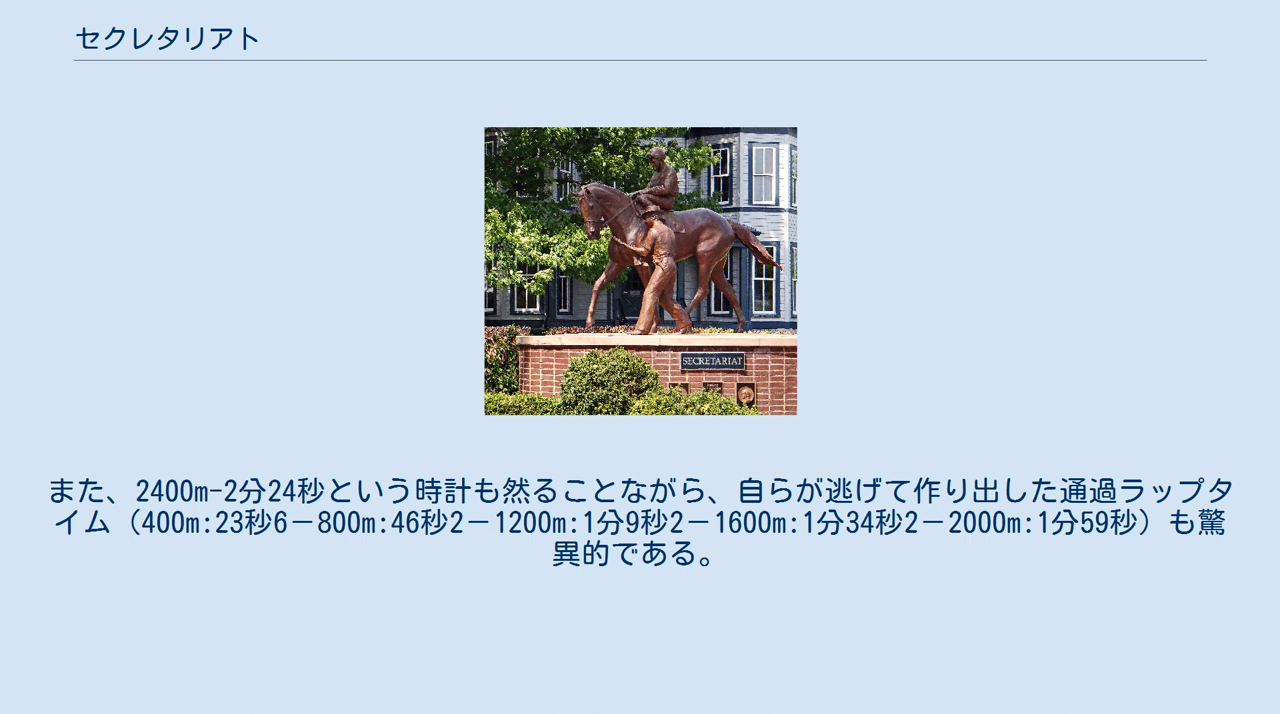 セクレタリアト
SECRETARIAT
また、2400m-2分24秒という時計も然ることながら、自らが逃げて作り出した通過ラップタ
イム（400m:23秒6－800m:46秒2－1200m:1分9秒2－1600m:1分34秒2－2000m:1分59秒）も驚
異的である。